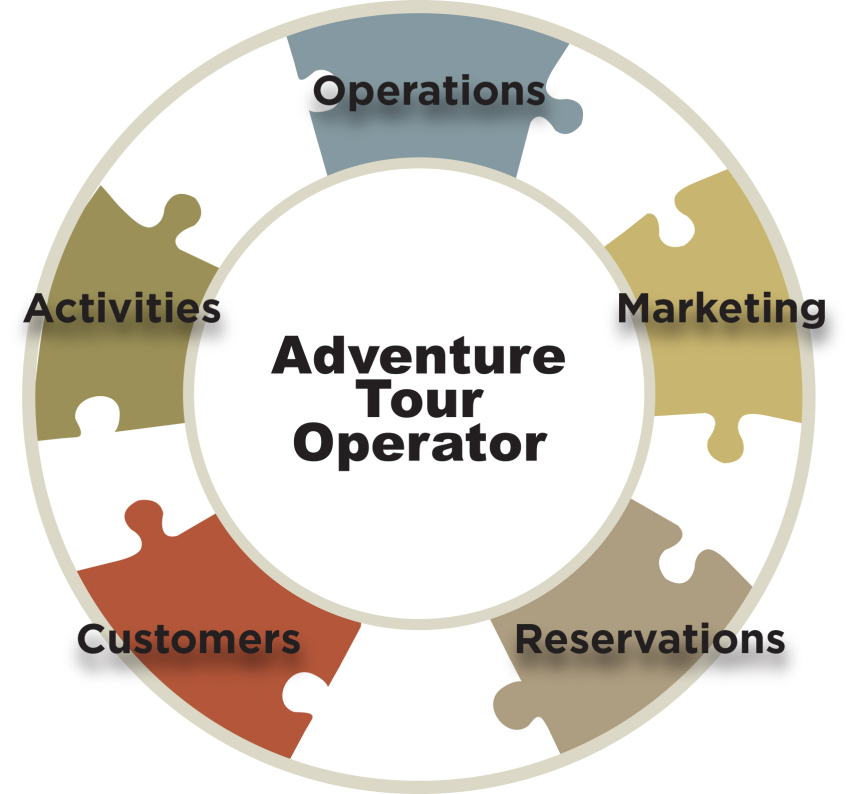 Operations
Activities
Marketing
Adventure
Tour
Operator
Customers
Reservations